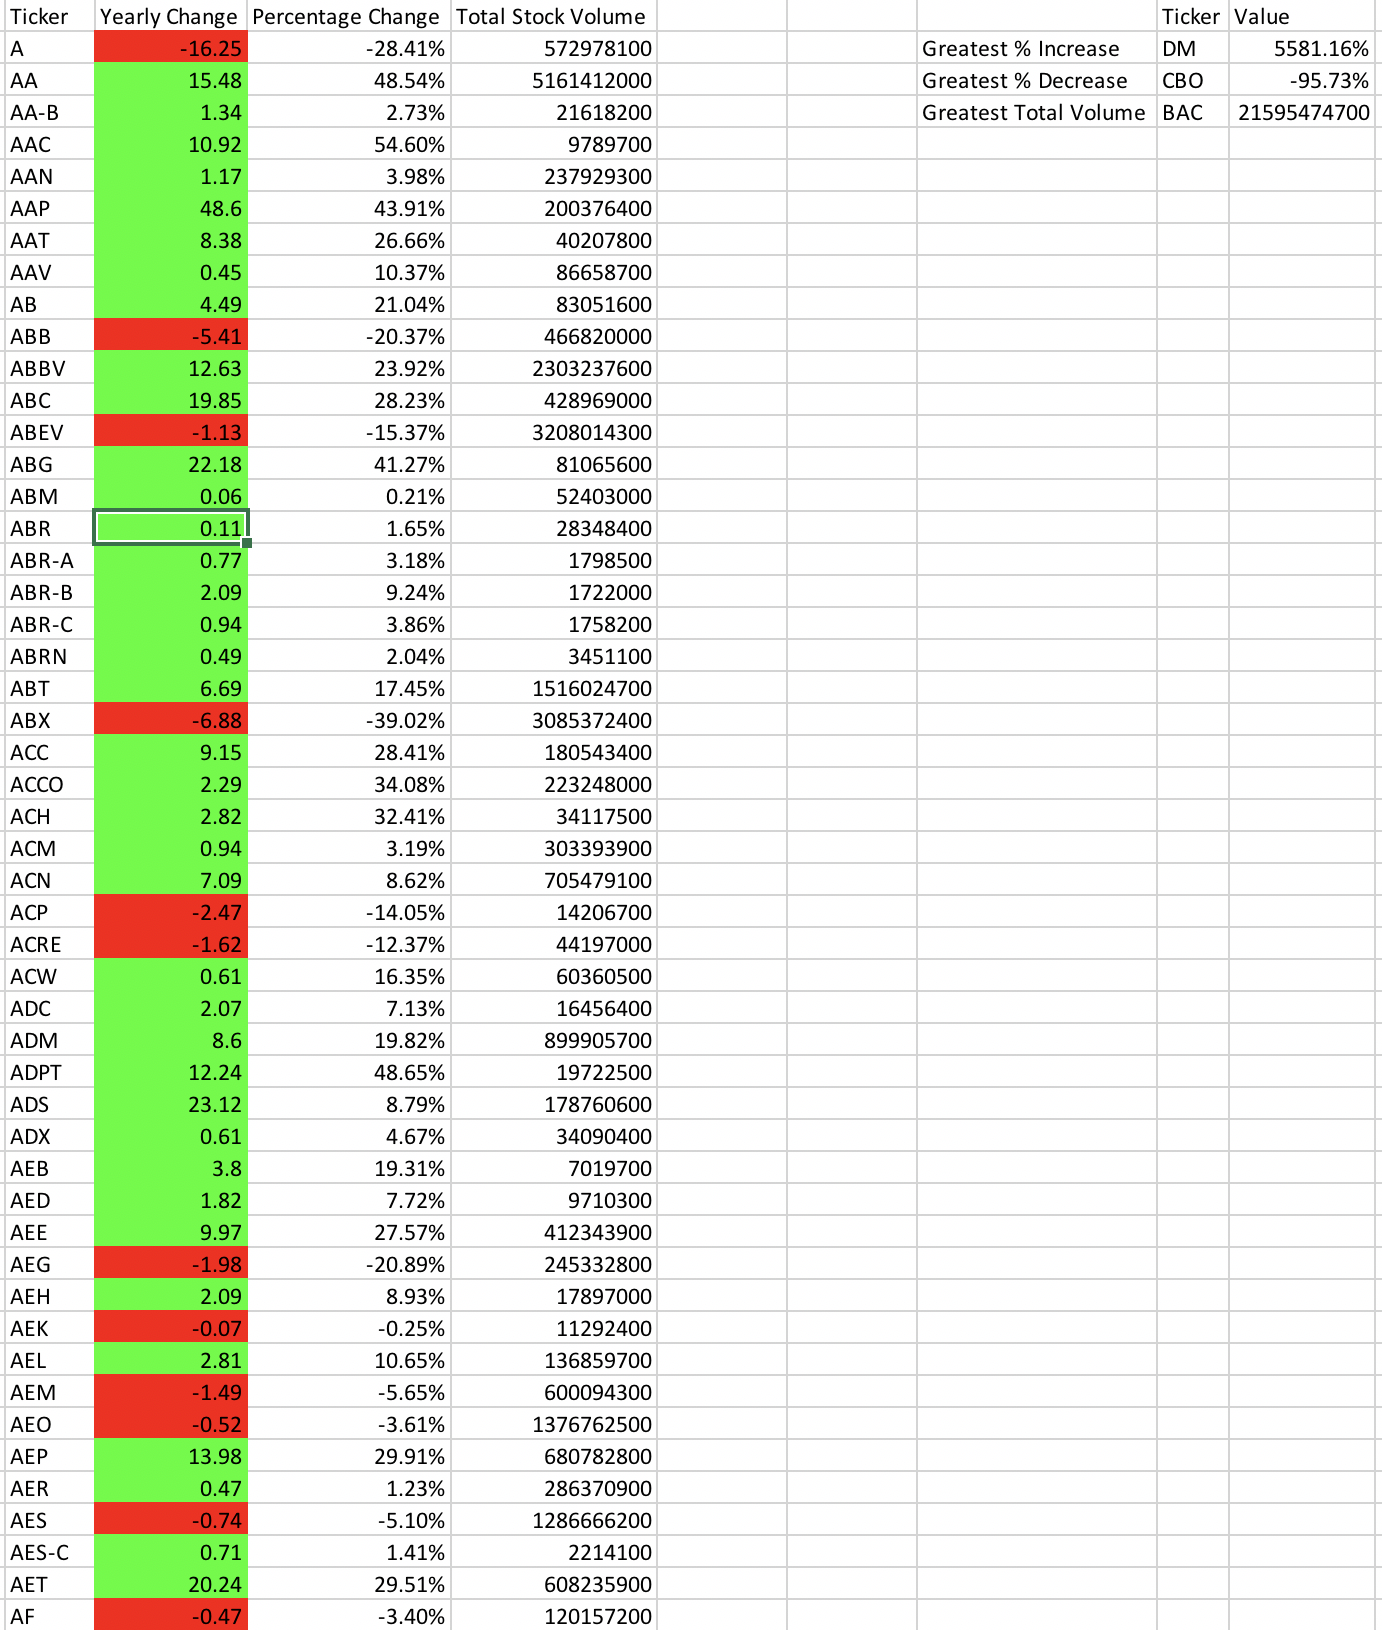 Ticker Yearly Change Percentage Change Total Stock Volume Ticker Value
A -16.25 -28.41% 572978100 Greatest % Increase DM 5581.16%
AA 15.48 48.54% 5161412000 Greatest % Decrease CBO -95.73%
AA-B 1.34 2.73% 21618200 Greatest Total Volume BAC 21595474700
AAC 10.92 54.60% 9789700
AAN 1.17 3.98% 237929300
AAP 48.6 43.91% 200376400
AAT 8.38 26.66% 40207800
AAV 0.45 10.37% 86658700
AB 4.49 21.04% 83051600
ABB -5.41 -20.37% 466820000
ABBV 12.63 23.92% 2303237600
ABC 19.85 28.23% 428969000
ABEV -1.13 -15.37% 3208014300
ABG 22.18 41.27% 81065600
ABM 0.06 0.21% 52403000
ABR 0.11 1.65% 28348400
ABR-A 0.77 3.18% 1798500
ABR-B 2.09 9.24% 1722000
ABR-C 0.94 3.86% 1758200
ABRN 0.49 2.04% 3451100
ABT 6.69 17.45% 1516024700
ABX -6.88 -39.02% 3085372400
ACC 9.15 28.41% 180543400
ACCO 2.29 34.08% 223248000
ACH 2.82 32.41% 34117500
ACM 0.94 3.19% 303393900
ACN 7.09 8.62% 705479100
ACP -2.47 -14.05% 14206700
ACRE -1.62 -12.37% 44197000
ACW 0.61 16.35% 60360500
ADC 2.07 7.13% 16456400
ADM 8.6 19.82% 899905700
ADPT 12.24 48.65% 19722500
ADS 23.12 8.79% 178760600
ADX 0.61 4.67% 34090400
AEB 3.8 19.31% 7019700
AED 1.82 7.72% 9710300
AEE 9.97 27.57% 412343900
AEG -1.98 -20.89% 245332800
AEH 2.09 8.93% 17897000
AEK -0.07 -0.25% 11292400
AEL 2.81 10.65% 136859700
AEM -1.49 -5.65% 600094300
AEO -0.52 -3.61% 1376762500
AEP 13.98 29.91% 680782800
AER 0.47 1.23% 286370900
AES -0.74 -5.10% 1286666200
AES-C 0.71 1.41% 2214100
AET 20.24 29.51% 608235900
AF -0.47 -3.40% 120157200